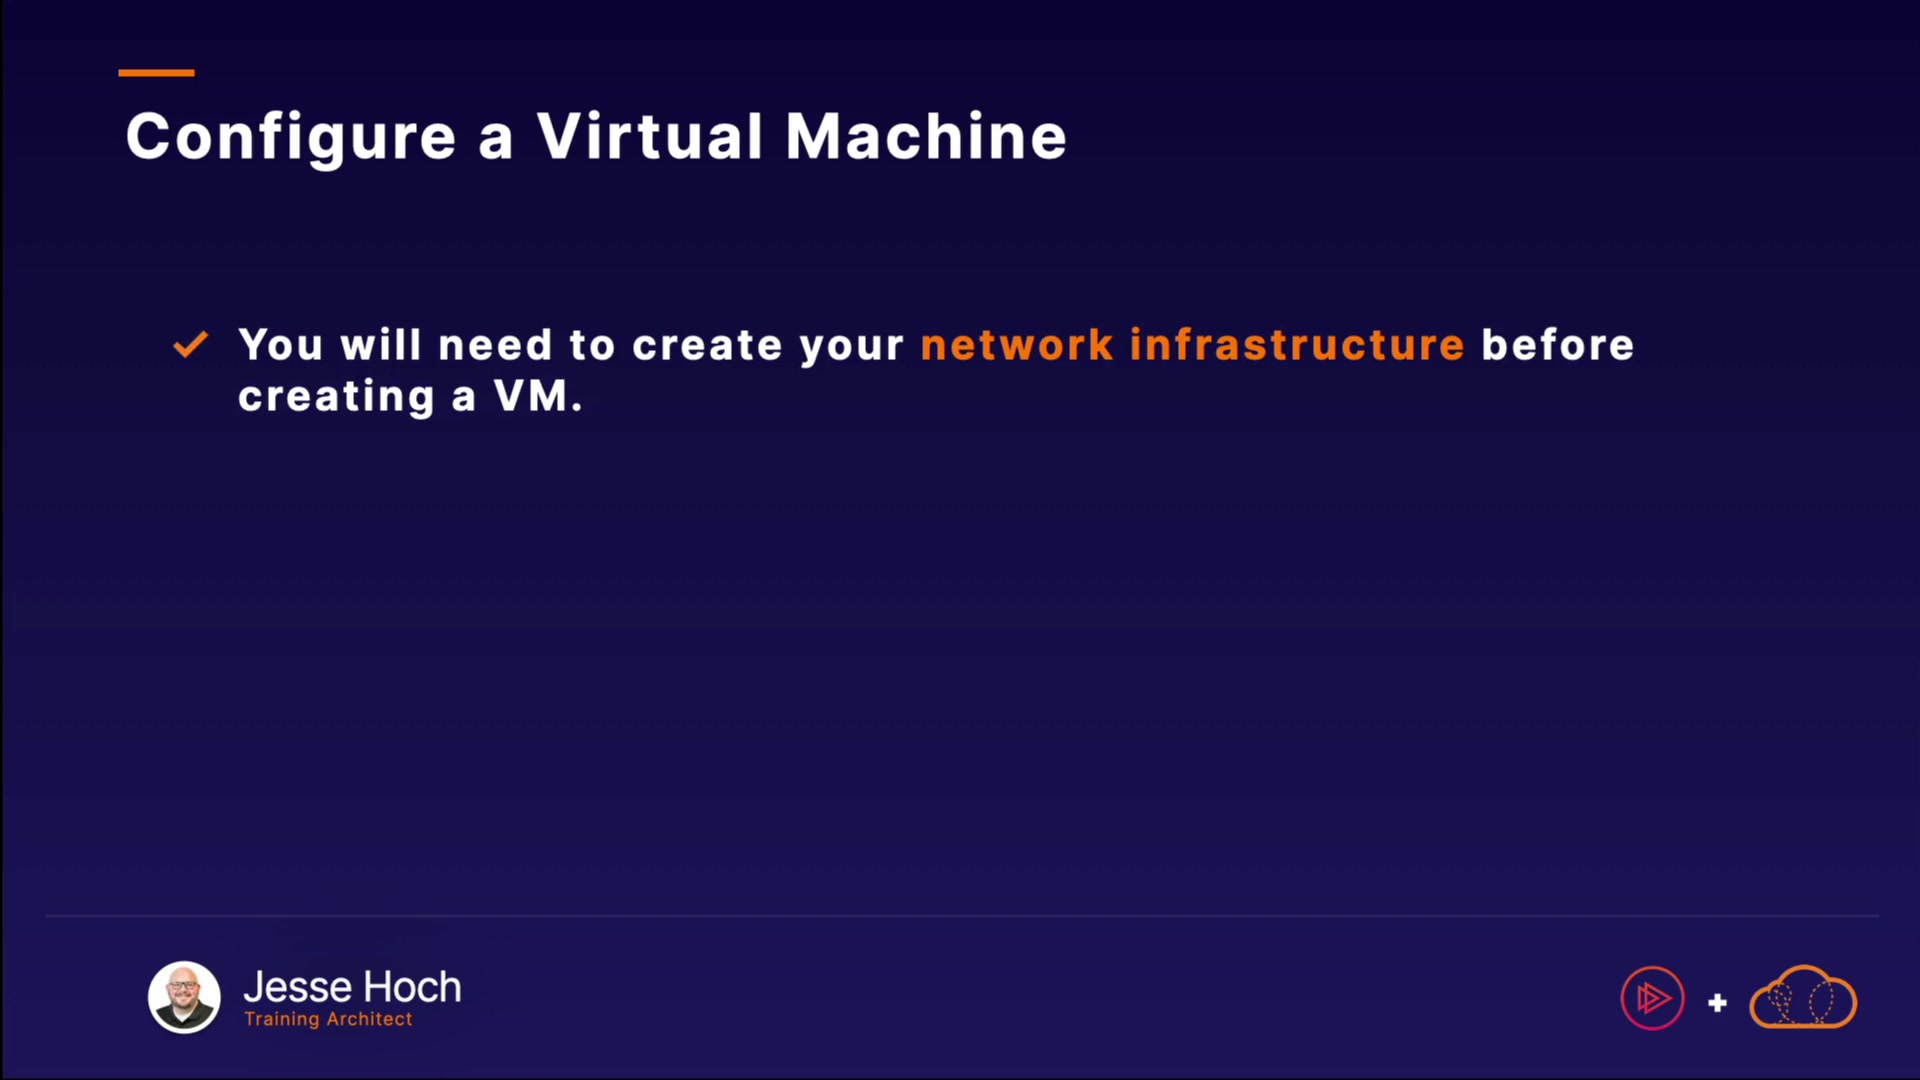 Configure a Virtual Machine
You will need to create your network infrastructure before
creating a VM.
Jesse Hoch
Training Architect
+